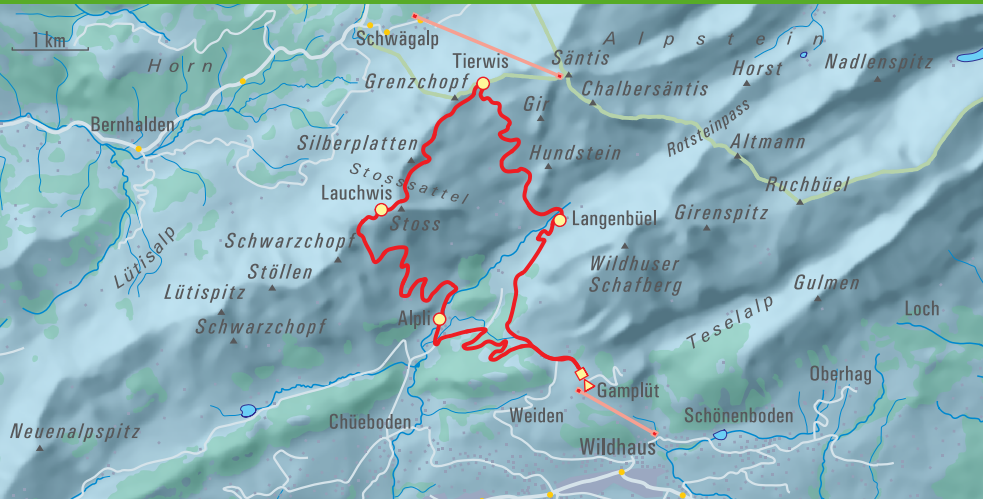 1 km
Schwägalp
Alpstein
Horn
Tierwis
Säntis
Nadlenspitz
Horst
Grenzchopf
Chalbersäntis
Gir
Bernhalden
Rotsteinpass
Altmann
Silberplatten
Hundstein
Stosssattel
Ruchbüel
Lauchwis
Langenbüel
Girenspitz
Stoss
Schwarzchopf
Lütisalp
Stöllen
Wildhuser
Schafberg
Gulmen
Lütispitz
Teselalp
Loch
Alpli
Schwarzchopf
Oberhag
Gamplüt
Weiden
Schönenboden
Chüeboden
Neuenalpspitz
Wildhaus